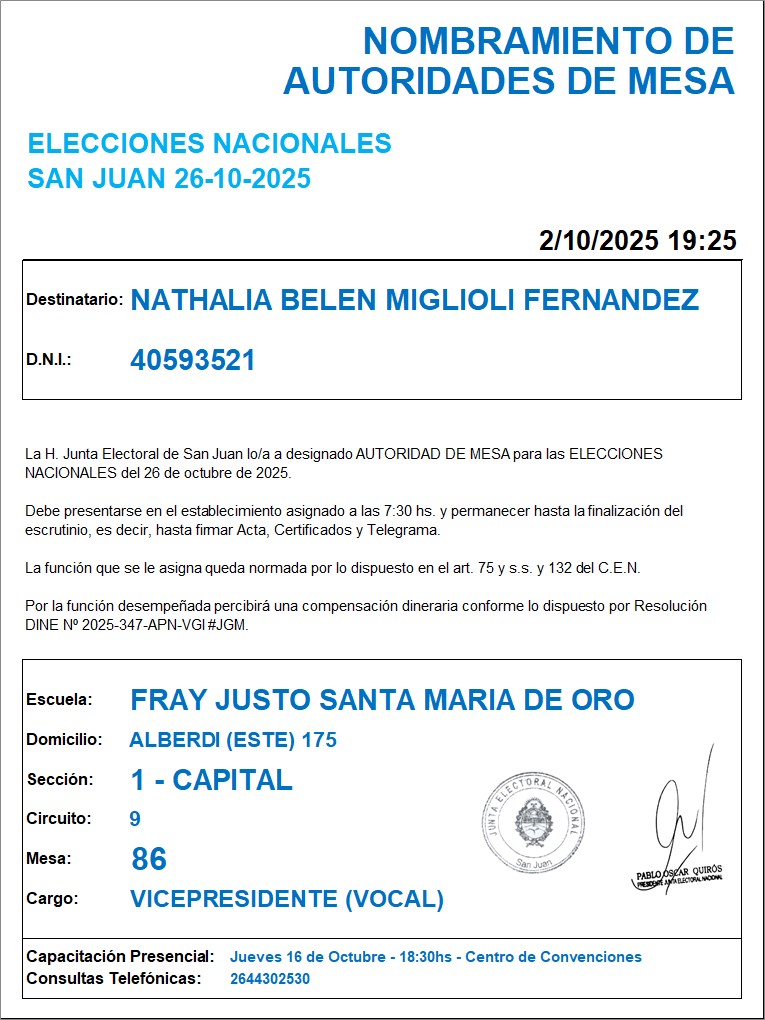 NOMBRAMIENTO DE
AUTORIDADES DE MESA
ELECCIONES NACIONALES
SAN JUAN 26-10-2025
2/10/2025 19:25
Destinatario: NATHALIA BELEN MIGLIOLI FERNANDEZ
D.N.I.: 40593521
La H. Junta Electoral de San Juan lo/a a designado AUTORIDAD DE MESA para las ELECCIONES
NACIONALES del 26 de octubre de 2025.
Debe presentarse en el establecimiento asignado a las 7:30 hs. y permanecer hasta la finalización del
escrutinio, es decir, hasta firmar Acta, Certificados y Telegrama.
La función que se le asigna queda normada por lo dispuesto en el art. 75 y s.s. y 132 del C.E.N.
Por la función desempeñada percibirá una compensación dineraria conforme lo dispuesto por Resolución
DINE Nº 2025-347-APN-VGI#JGM.
Escuela: FRAY JUSTO SANTA MARIA DE ORO
Domicilio: ALBERDI (ESTE) 175
Sección: 1 - CAPITAL
Circuito: 9
Mesa: 86
Cargo: VICEPRESIDENTE (VOCAL)
JUNTA ELECTORAL NACIONAL
San Juan
PABLO OSCAR QUIRÓS
PRESIDENTE JUNTA ELECTORAL NACIONAL
Capacitación Presencial: Jueves 16 de Octubre - 18:30hs - Centro de Convenciones
Consultas Telefónicas: 2644302530